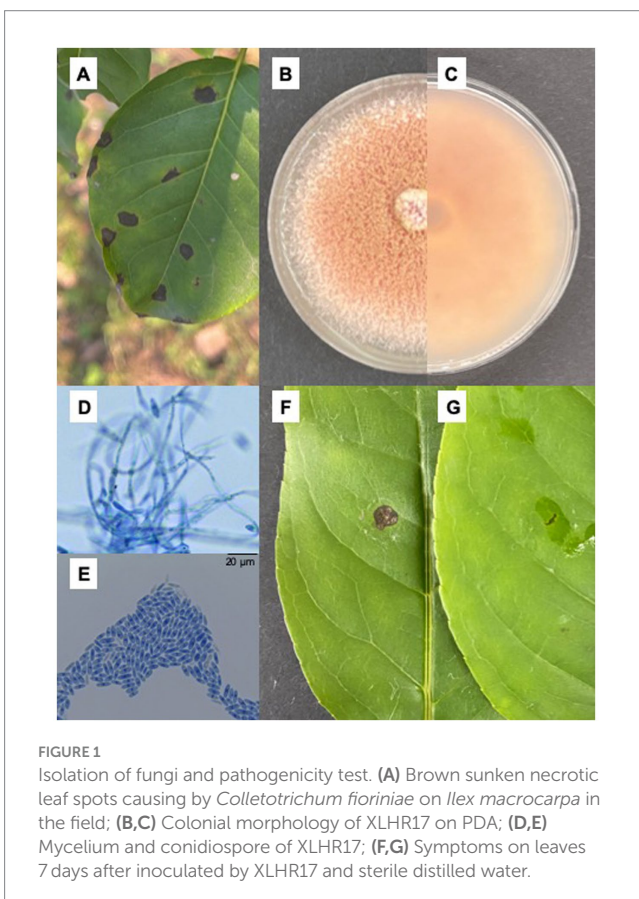 A
B
C
D
F
G
20 µm
E
FIGURE 1
Isolation of fungi and pathogenicity test. (A) Brown sunken necrotic
leaf spots causing by Colletotrichum fioriniae on Ilex macrocarpa in
the field; (B,C) Colonial morphology of XLHR17 on PDA; (D,E)
Mycelium and conidiospore of XLHR17; (F,G) Symptoms on leaves
7 days after inoculated by XLHR17 and sterile distilled water.